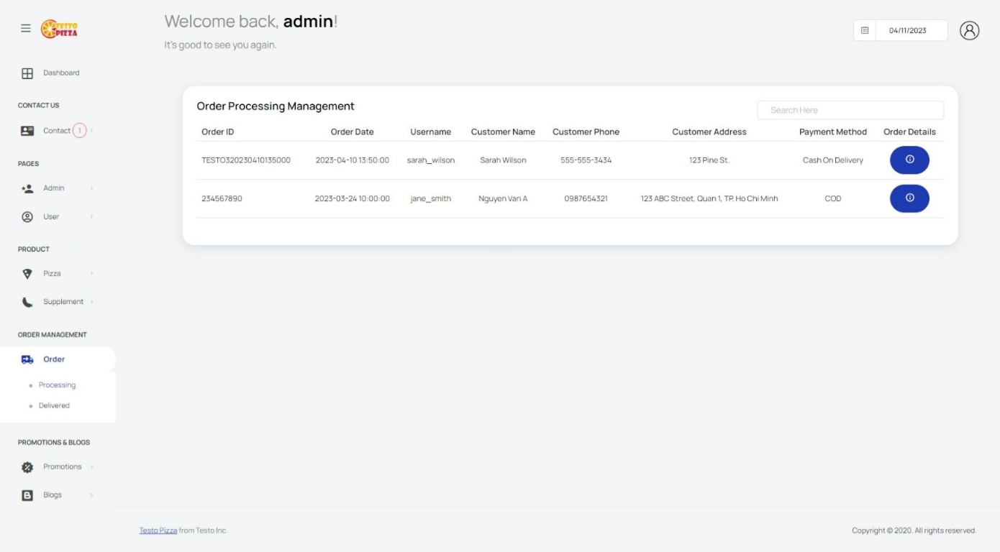 Welcome back, admin!
It's good to see you again.
04/11/2023
TESTO
PIZZA
Dashboard
CONTACT US
Contact 1
PAGES
Admin
User
PRODUCT
Pizza
Supplement
ORDER MANAGEMENT
Order
Processing
Delivered
PROMOTIONS & BLOGS
Promotions
Blogs
Order Processing Management
Search Here
Order ID Order Date Username Customer Name Customer Phone Customer Address Payment Method Order Details
TESTO320230410135000 2023-04-10 13:50:00 sarah_wilson Sarah Wilson 555-555-3434 123 Pine St. Cash On Delivery
234567890 2023-03-24 10:00:00 jane_smith Nguyen Van A 0987654321 123 ABC Street, Quan 1, TP. Ho Chi Minh COD
Testo Pizza from Testo Inc.
Copyright © 2020. All rights reserved.